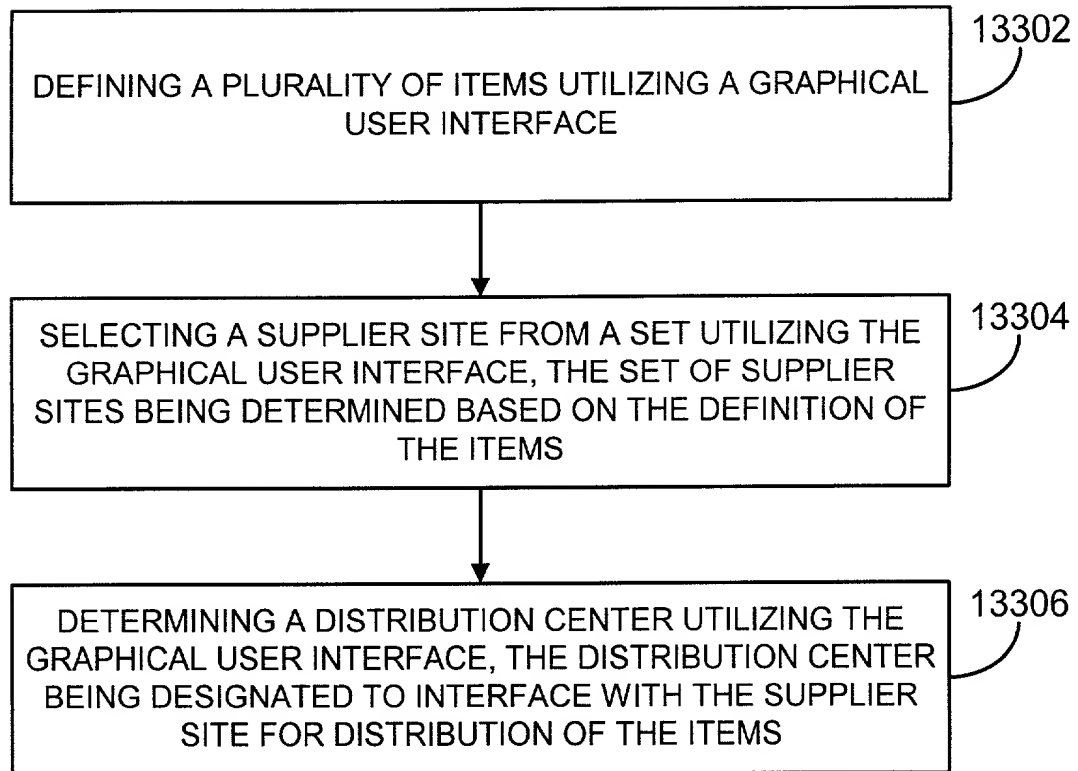 13302
DEFINING A PLURALITY OF ITEMS UTILIZING A GRAPHICAL
USER INTERFACE
13304
SELECTING A SUPPLIER SITE FROM A SET UTILIZING THE
GRAPHICAL USER INTERFACE, THE SET OF SUPPLIER
SITES BEING DETERMINED BASED ON THE DEFINITION OF
THE ITEMS
13306
DETERMINING A DISTRIBUTION CENTER UTILIZING THE
GRAPHICAL USER INTERFACE, THE DISTRIBUTION CENTER
BEING DESIGNATED TO INTERFACE WITH THE SUPPLIER
SITE FOR DISTRIBUTION OF THE ITEMS